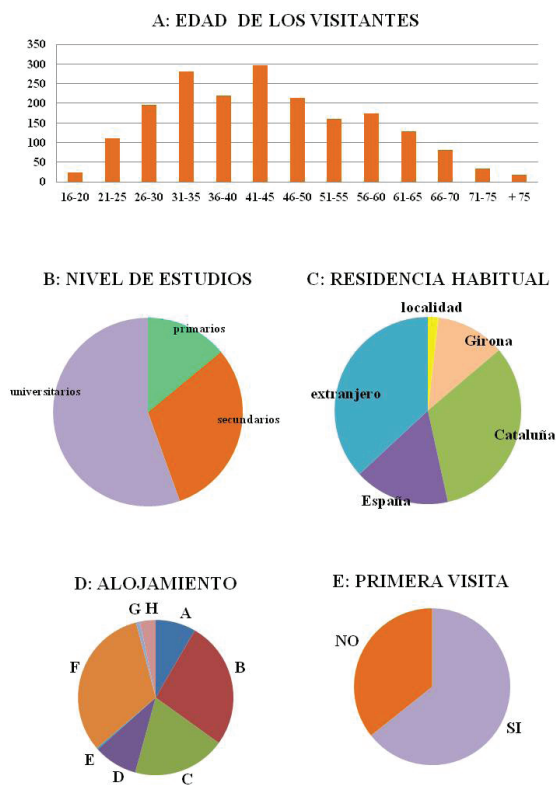 A: EDAD DE LOS VISITANTES
350
300
250
200
150
100
50
0
16-20 21-25 26-30 31-35 36-40 41-45 46-50 51-55 56-60 61-65 66-70 71-75 + 75
B: NIVEL DE ESTUDIOS
primarios
universitarios
secundarios
C: RESIDENCIA HABITUAL
localidad
Girona
extranjero
Cataluña
España
D: ALOJAMIENTO
G H A
B
F
E
D
C
E: PRIMERA VISITA
NO
SI